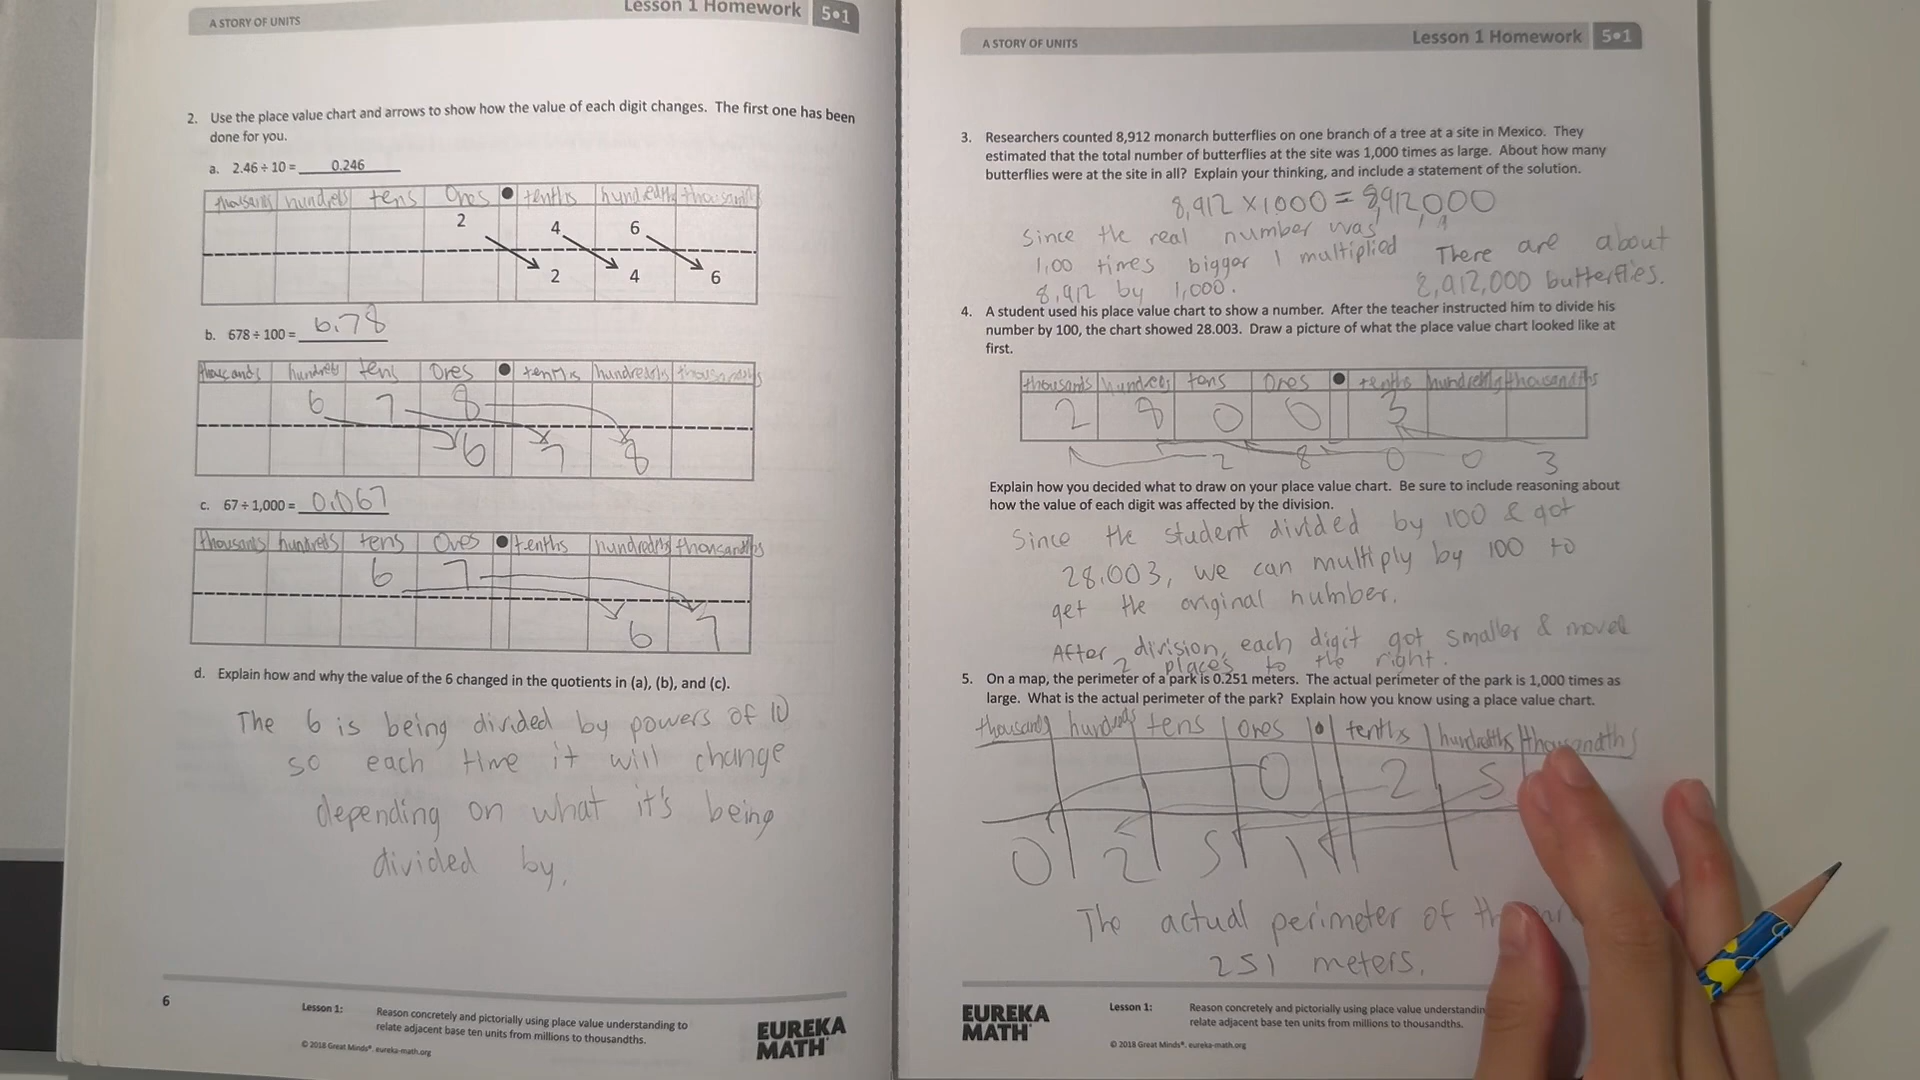 A STORY OF UNITS
Lesson 1 Homework 5•1
2. Use the place value chart and arrows to show how the value of each digit changes. The first one has been
done for you.
a. 2.46 ÷ 10 = 0.246
thousands hundreds tens Ones • tenths hundredths thousandths
2 4 6
2 4 6
b. 678 ÷ 100 = 6.78
thousands hundreds tens Ones • tenths hundredths thousandths
6 7 8
6 7 8
c. 67 ÷ 1,000 = 0.067
thousands hundreds tens Ones • tenths hundredths thousandths
6 7
6 7
d. Explain how and why the value of the 6 changed in the quotients in (a), (b), and (c).
The 6 is being divided by powers of 10
so each time it will change
depending on what it's being
divided by.
6
Lesson 1:
Reason concretely and pictorially using place value understanding to
relate adjacent base ten units from millions to thousandths.
© 2018 Great Minds®. eureka-math.org
EUREKA
MATH
A STORY OF UNITS
Lesson 1 Homework 5•1
3. Researchers counted 8,912 monarch butterflies on one branch of a tree at a site in Mexico. They
estimated that the total number of butterflies at the site was 1,000 times as large. About how many
butterflies were at the site in all? Explain your thinking, and include a statement of the solution.
8,912 x 1000 = 8,912,000
Since the real number was
1,00 times bigger I multiplied
8,912 by 1,000.
There are about
8,912,000 butterflies.
4. A student used his place value chart to show a number. After the teacher instructed him to divide his
number by 100, the chart showed 28.003. Draw a picture of what the place value chart looked like at
first.
thousands hundreds tens Ones • tenths hundredths thousandths
2 8 0 0 3
2 8 0 0 3
Explain how you decided what to draw on your place value chart. Be sure to include reasoning about
how the value of each digit was affected by the division.
Since the student divided by 100 & got
28.003, we can multiply by 100 to
get the original number.
After division, each digit got smaller & moved
2 places to the right.
5. On a map, the perimeter of a park is 0.251 meters. The actual perimeter of the park is 1,000 times as
large. What is the actual perimeter of the park? Explain how you know using a place value chart.
thousands hundreds tens ones • tenths hundredths thousandths
0 2 5
0 2 5 1
The actual perimeter of
251 meters.
EUREKA
MATH
Lesson 1:
Reason concretely and pictorially using place value
relate adjacent base ten units from millions to thousandths.
© 2018 Great Minds®. eureka-math.org